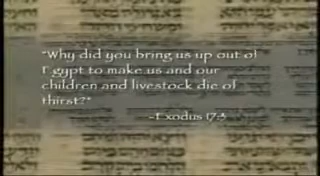 "Why did you bring us up out of
Egypt to make us and our
children and livestock die of
thirst?"
-Exodus 17:3